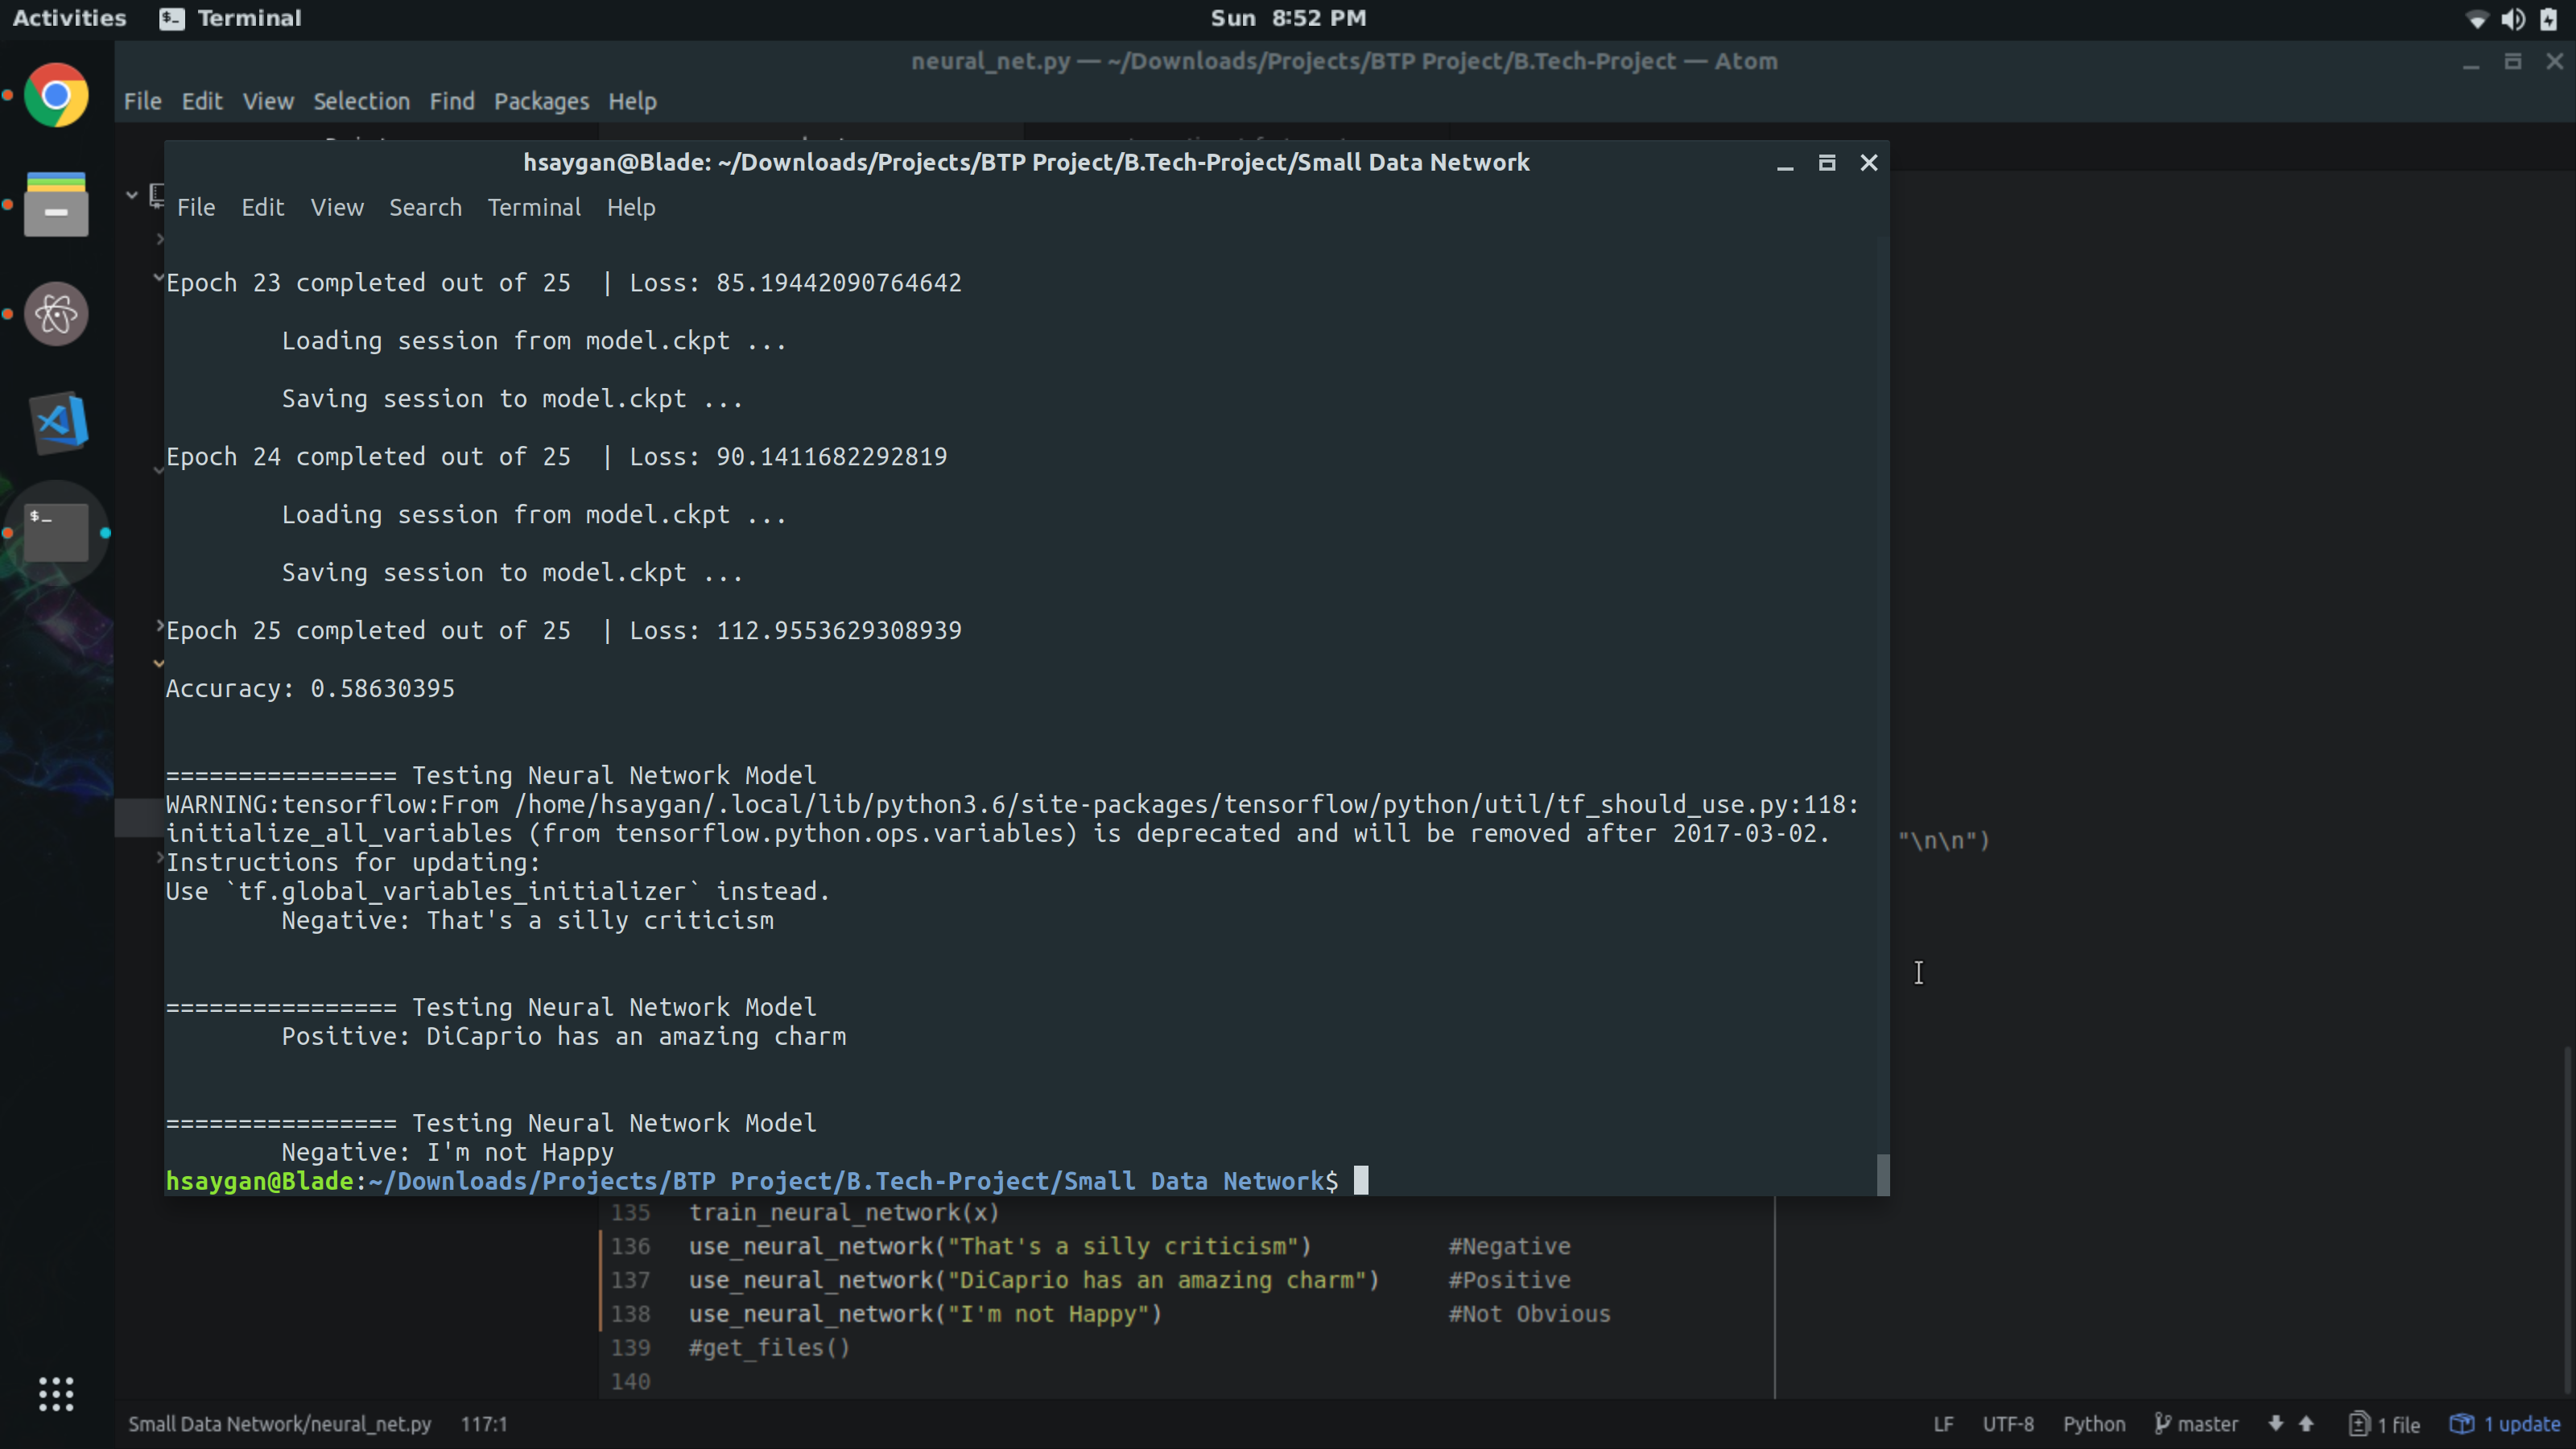 Activities Terminal Sun 8:52 PM
neural_net.py — ~/Downloads/Projects/BTP Project/B.Tech-Project — Atom
File Edit View Selection Find Packages Help
hsaygan@Blade: ~/Downloads/Projects/BTP Project/B.Tech-Project/Small Data Network
File Edit View Search Terminal Help
Epoch 23 completed out of 25 | Loss: 85.19442090764642
Loading session from model.ckpt ...
Saving session to model.ckpt ...
Epoch 24 completed out of 25 | Loss: 90.1411682292819
Loading session from model.ckpt ...
Saving session to model.ckpt ...
Epoch 25 completed out of 25 | Loss: 112.9553629308939
Accuracy: 0.58630395
================ Testing Neural Network Model
WARNING:tensorflow:From /home/hsaygan/.local/lib/python3.6/site-packages/tensorflow/python/util/tf_should_use.py:118:
initialize_all_variables (from tensorflow.python.ops.variables) is deprecated and will be removed after 2017-03-02.
"\n\n")
Instructions for updating:
Use `tf.global_variables_initializer` instead.
Negative: That's a silly criticism
================ Testing Neural Network Model
Positive: DiCaprio has an amazing charm
================ Testing Neural Network Model
Negative: I'm not Happy
hsaygan@Blade:~/Downloads/Projects/BTP Project/B.Tech-Project/Small Data Network$
135 train_neural_network(x)
136 use_neural_network("That's a silly criticism") #Negative
137 use_neural_network("DiCaprio has an amazing charm") #Positive
138 use_neural_network("I'm not Happy") #Not Obvious
139 #get_files()
140
Small Data Network/neural_net.py 117:1 LF UTF-8 Python master 1 file 1 update